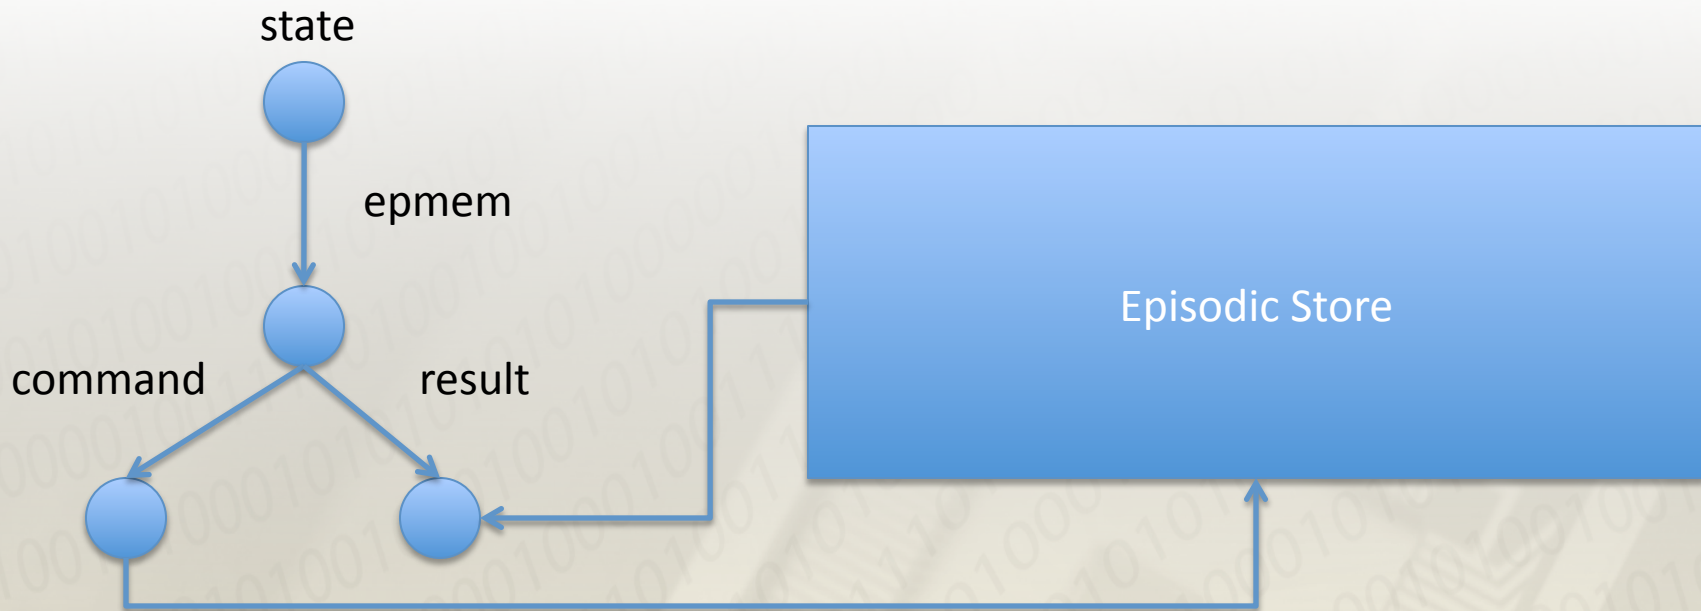 state
epmem
Episodic Store
command
result